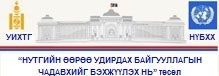 УИХТГ
НҮБХХ
"НУТГИЙН ӨӨРӨӨ УДИРДАХ БАЙГУУЛЛАГЫН
ЧАДАВХИЙГ БЭХЖҮҮЛЭХ НЬ" төсөл